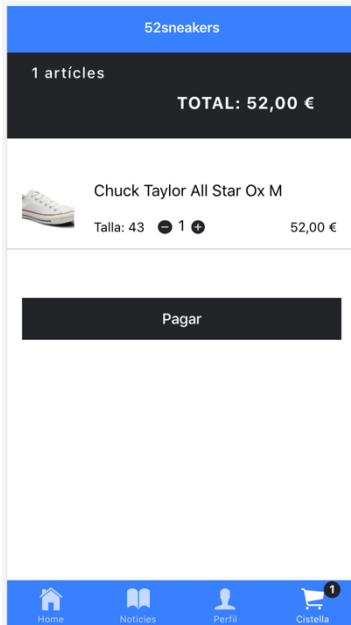 52sneakers
1 artícles
TOTAL: 52,00 €
Chuck Taylor All Star Ox M
Talla: 43 1 52,00 €
Pagar
1
Home Noticies Perfil Cistella